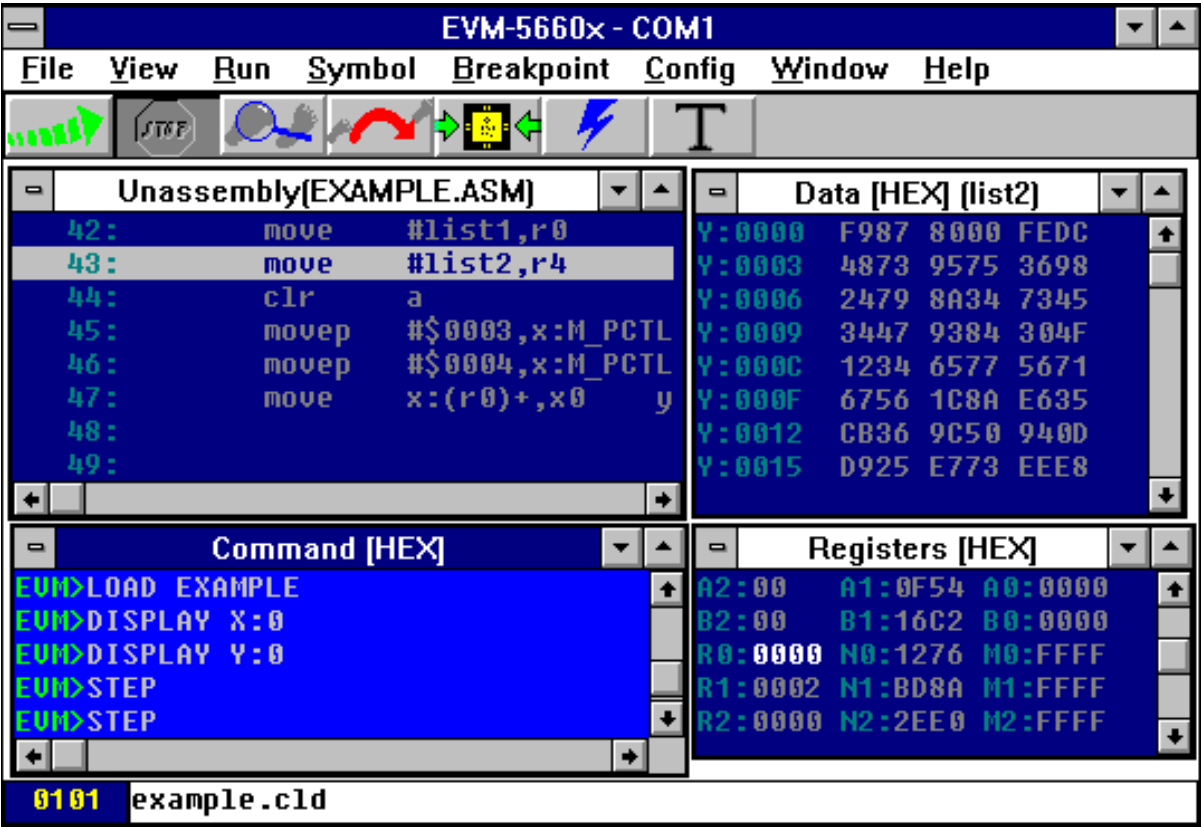 EVM-5660x - COM1
File View Run Symbol Breakpoint Config Window Help
STOP
T
Unassembly(EXAMPLE.ASM)
42: move #list1,r0
43: move #list2,r4
44: clr a
45: movep #$0003,x:M_PCTL
46: movep #$0004,x:M_PCTL
47: move x:(r0)+,x0 y
48:
49:
Data [HEX] (list2)
Y:0000 F987 8000 FEDC
Y:0003 4873 9575 3698
Y:0006 2479 8A34 7345
Y:0009 3447 9384 304F
Y:000C 1234 6577 5671
Y:000F 6756 1C8A E635
Y:0012 CB36 9C50 940D
Y:0015 D925 E773 EEE8
Command [HEX]
EVM>LOAD EXAMPLE
EVM>DISPLAY X:0
EVM>DISPLAY Y:0
EVM>STEP
EVM>STEP
Registers [HEX]
A2:00 A1:0F54 A0:0000
B2:00 B1:16C2 B0:0000
R0:0000 N0:1276 M0:FFFF
R1:0002 N1:BD8A M1:FFFF
R2:0000 N2:2EE0 M2:FFFF
0101 example.cld